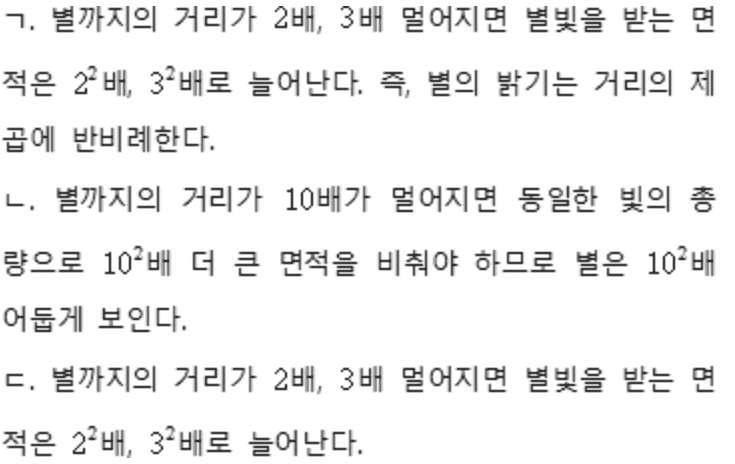 ㄱ. 별까지의 거리가 2배, 3배 멀어지면 별빛을 받는 면
적은 2²배, 3²배로 늘어난다. 즉, 별의 밝기는 거리의 제
곱에 반비례한다.
ㄴ. 별까지의 거리가 10배가 멀어지면 동일한 빛의 총
량으로 10²배 더 큰 면적을 비춰야 하므로 별은 10²배
어둡게 보인다.
ㄷ. 별까지의 거리가 2배, 3배 멀어지면 별빛을 받는 면
적은 2²배, 3²배로 늘어난다.